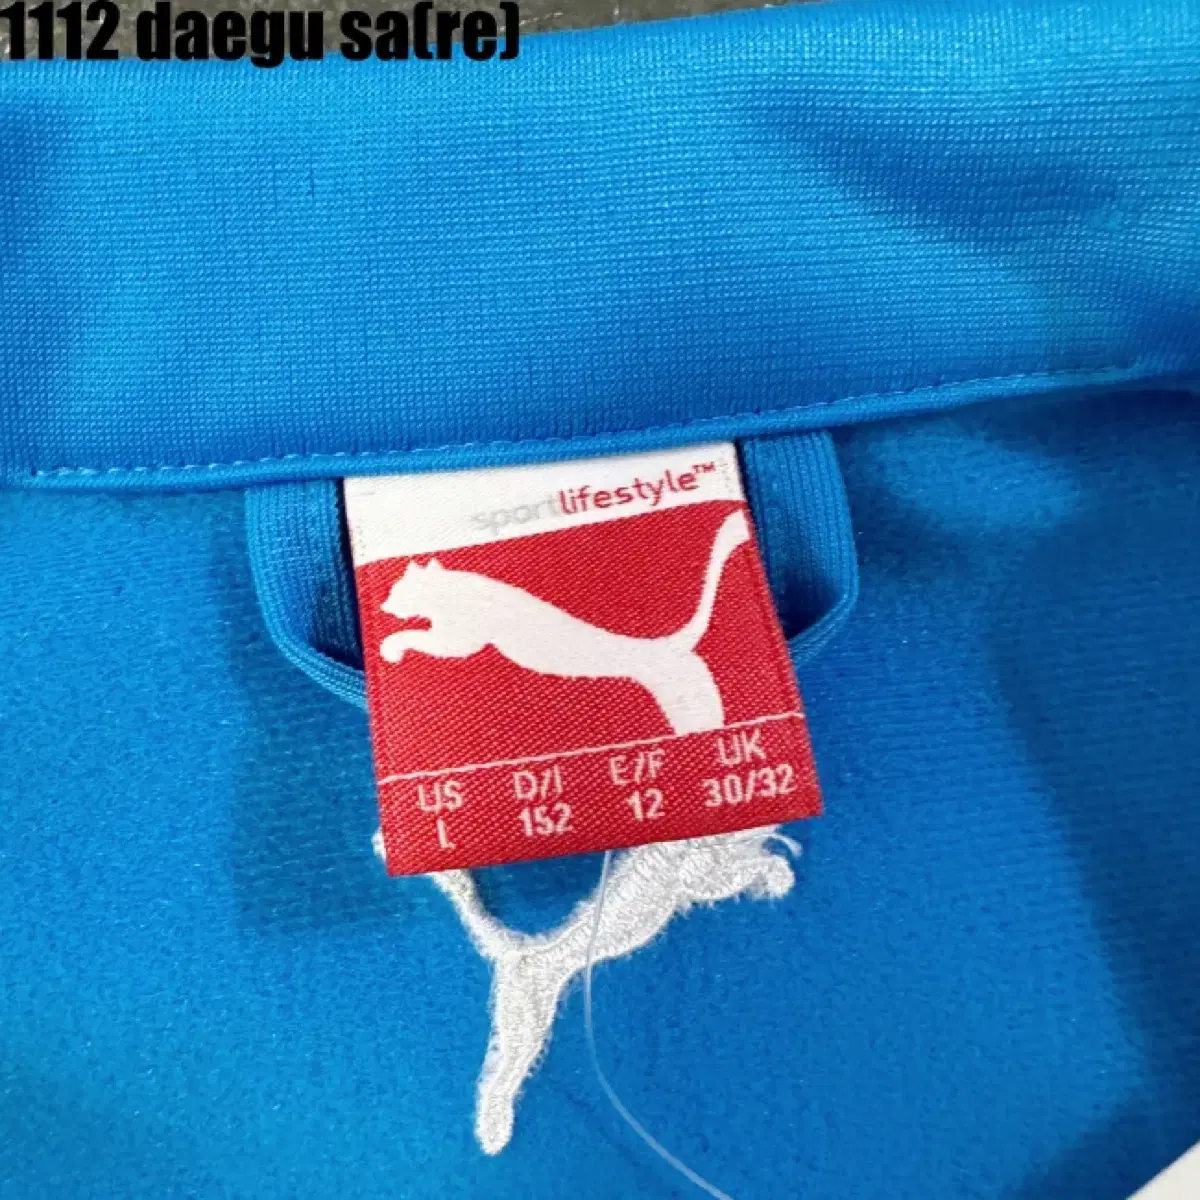 1112 daegu sa(re)
sportlifestyle™
US D/I E/F UK
L 152 12 30/32